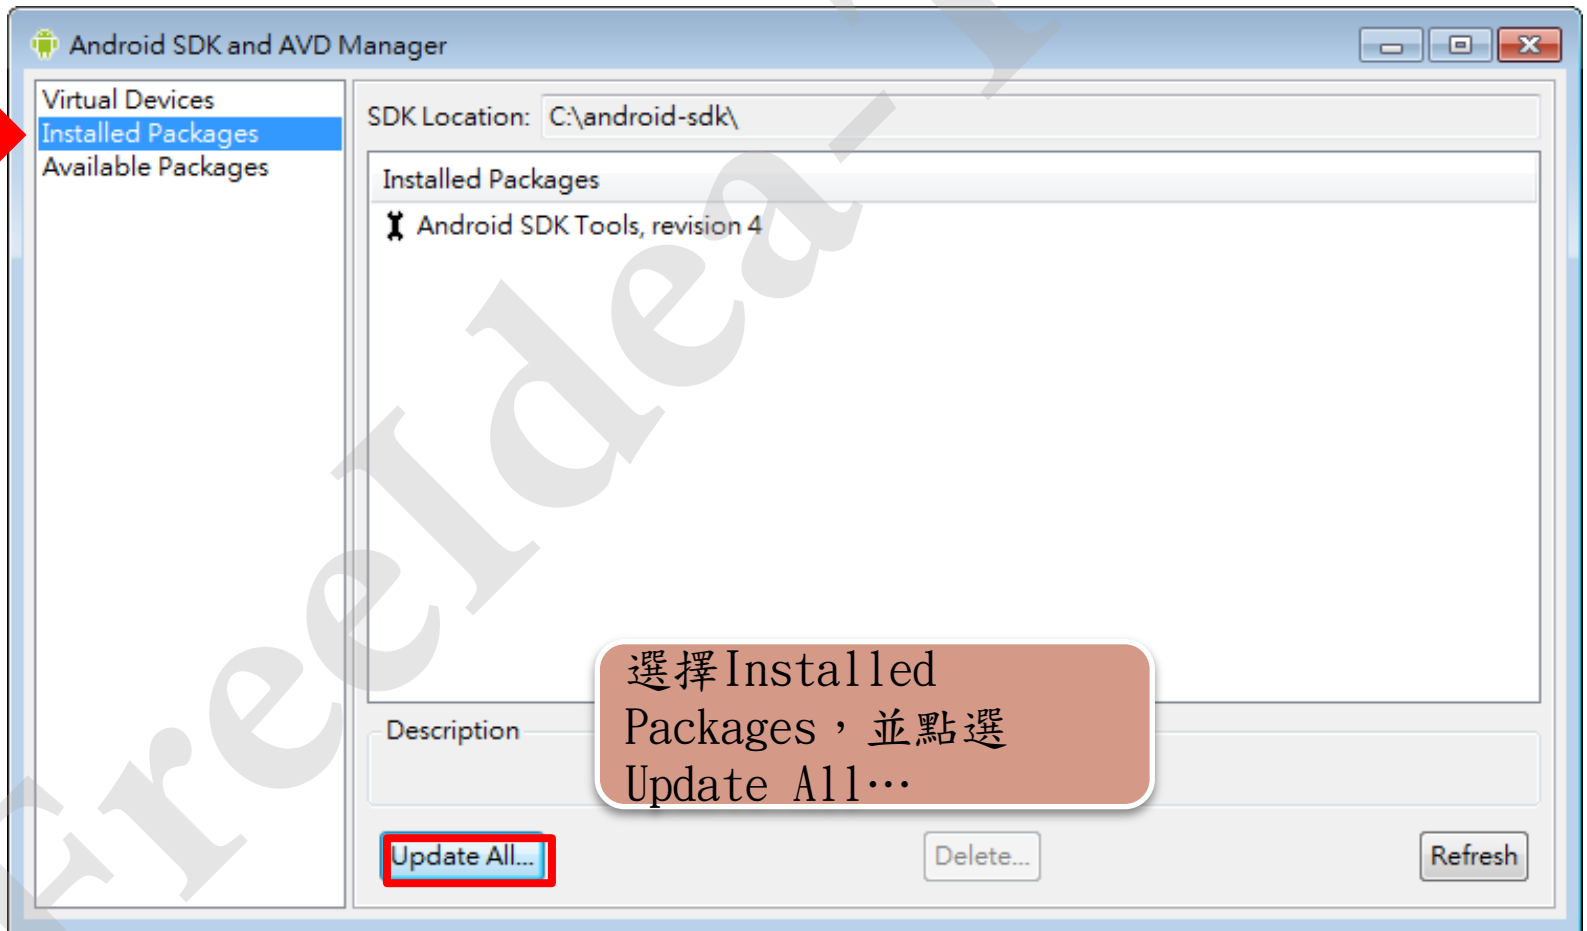 Android SDK and AVD Manager
Virtual Devices
Installed Packages
Available Packages
SDK Location: C:\android-sdk\
Installed Packages
Android SDK Tools, revision 4
選擇Installed
Packages，並點選
Update All…
Description
Update All...
Delete...
Refresh
FreeIdea-